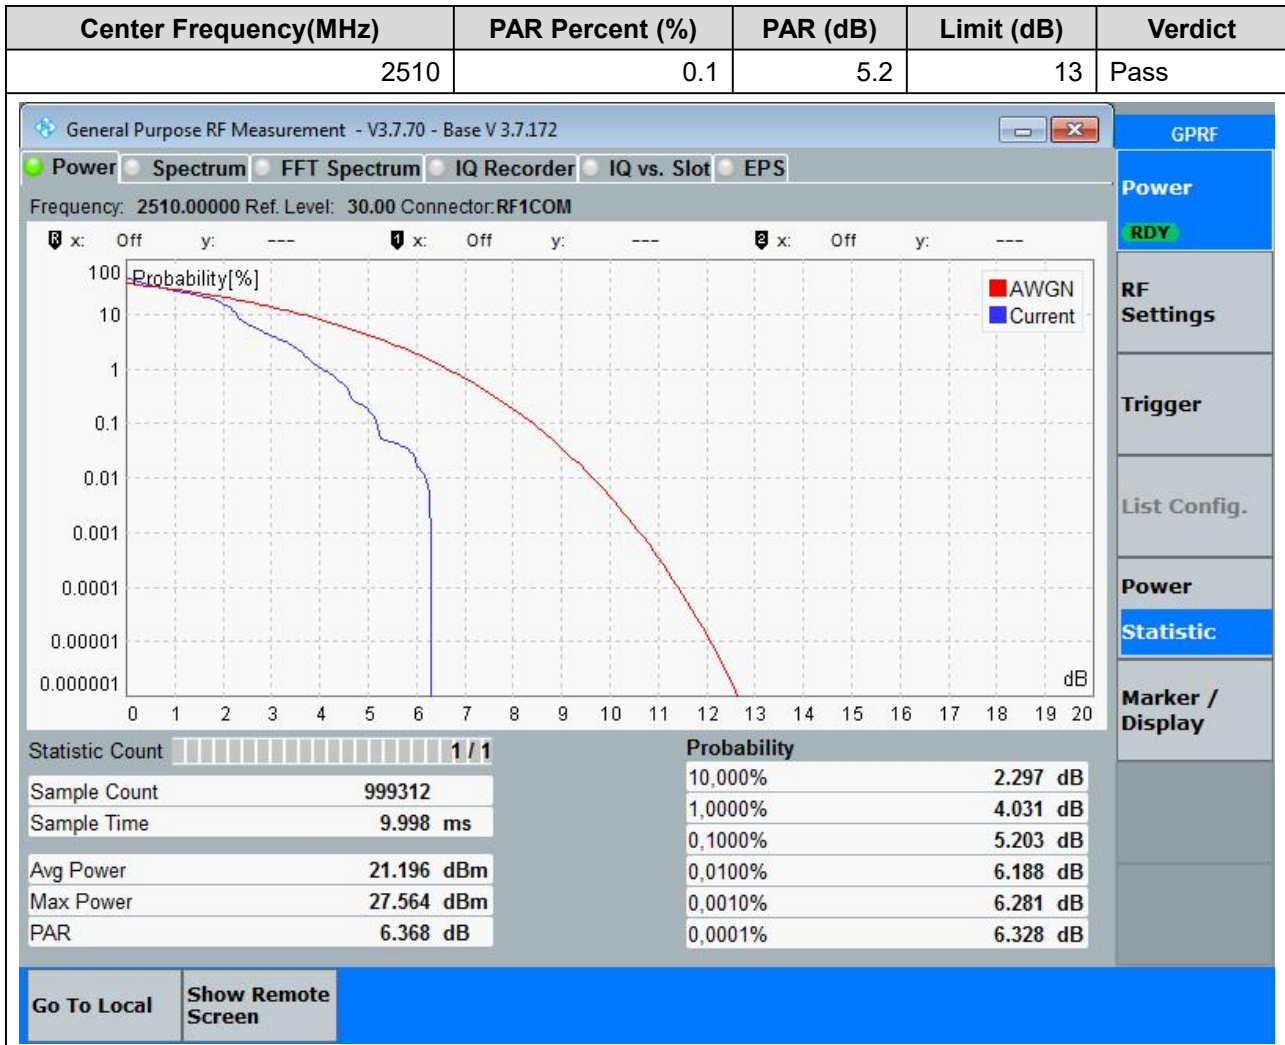 Center Frequency(MHz) PAR Percent (%) PAR (dB) Limit (dB) Verdict
2510 0.1 5.2 13 Pass
General Purpose RF Measurement - V3.7.70 - Base V 3.7.172
GPRF
Power Spectrum FFT Spectrum IQ Recorder IQ vs. Slot EPS
Frequency: 2510.00000 Ref. Level: 30.00 Connector:RF1COM
R x: Off y: --- 1 x: Off y: --- 2 x: Off y: ---
Probability[%]
AWGN
Current
100
10
1
0.1
0.01
0.001
0.0001
0.00001
0.000001
dB
0 1 2 3 4 5 6 7 8 9 10 11 12 13 14 15 16 17 18 19 20
Statistic Count 1 / 1
Sample Count 999312
Sample Time 9.998 ms
Avg Power 21.196 dBm
Max Power 27.564 dBm
PAR 6.368 dB
Probability
10,000% 2.297 dB
1,0000% 4.031 dB
0,1000% 5.203 dB
0,0100% 6.188 dB
0,0010% 6.281 dB
0,0001% 6.328 dB
Power
RDY
RF
Settings
Trigger
List Config.
Power
Statistic
Marker /
Display
Go To Local
Show Remote
Screen